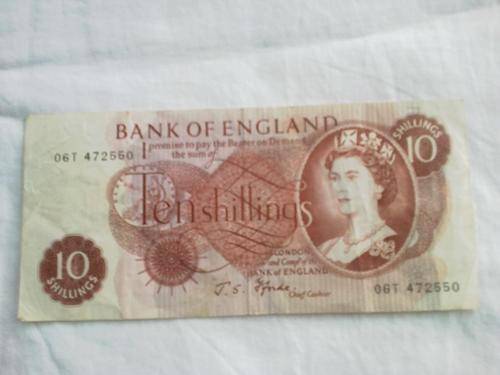 BANK OF ENGLAND
I promise to pay the Bearer on Demand
the sum of
06T 472550
SHILLINGS
10
Ten shillings
LONDON
BANK OF ENGLAND
Chief Cashier
10
SHILLINGS
06T 472550